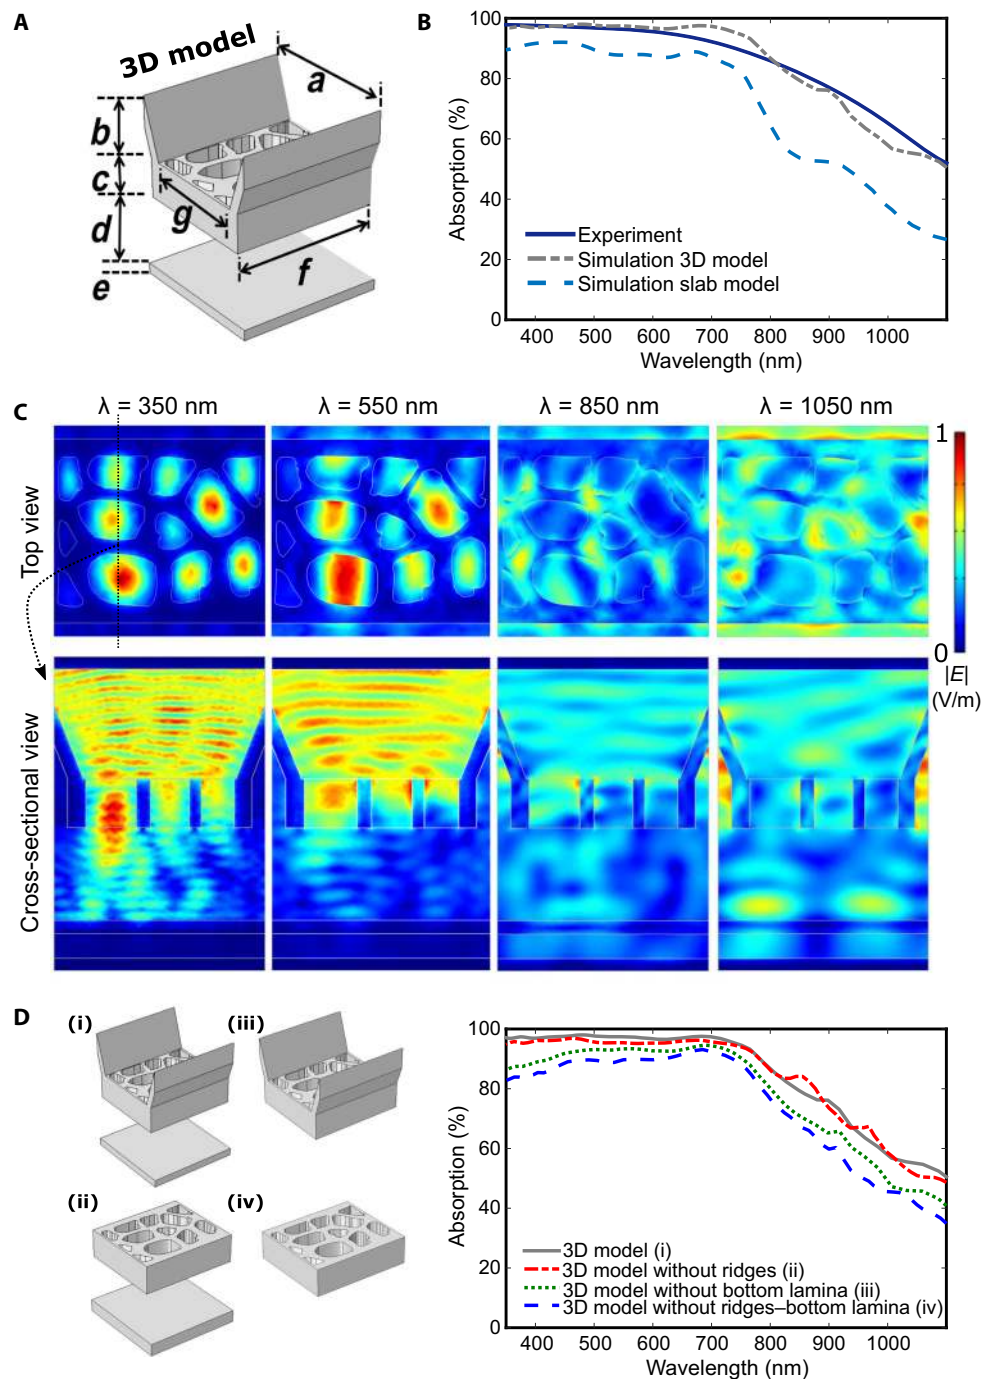 A
3D model
a
b
c
d
e
f
g
B
100
80
60
40
20
0
Absorption (%)
Experiment
Simulation 3D model
Simulation slab model
400 500 600 700 800 900 1000
Wavelength (nm)
C
λ = 350 nm
λ = 550 nm
λ = 850 nm
λ = 1050 nm
Top view
Cross-sectional view
1
0
|E|
(V/m)
D
(i)
(iii)
(ii)
(iv)
100
80
60
40
20
0
Absorption (%)
3D model (i)
3D model without ridges (ii)
3D model without bottom lamina (iii)
3D model without ridges–bottom lamina (iv)
400 500 600 700 800 900 1000
Wavelength (nm)